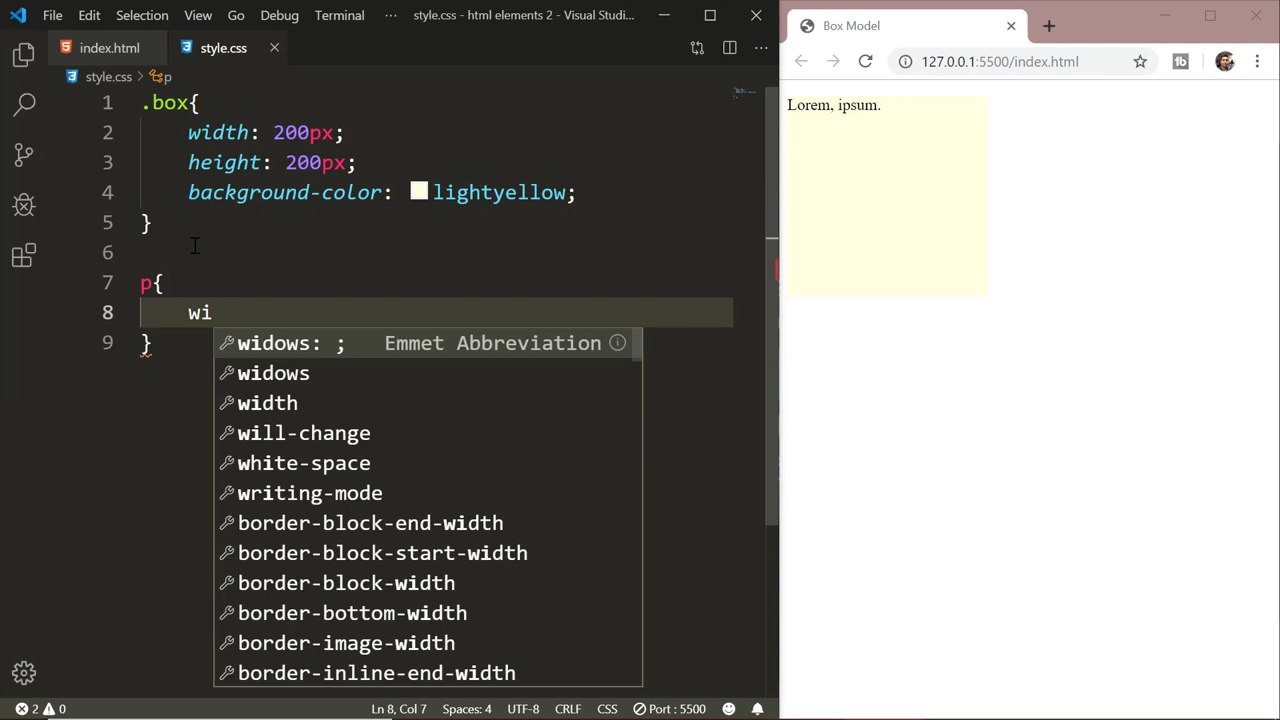 File Edit Selection View Go Debug Terminal ··· style.css - html elements 2 - Visual Studi...
index.html style.css
style.css > p
1 .box{
2 width: 200px;
3 height: 200px;
4 background-color: lightyellow;
5 }
6
7 p{
8 wi
9 }
widows: ; Emmet Abbreviation
widows
width
will-change
white-space
writing-mode
border-block-end-width
border-block-start-width
border-block-width
border-bottom-width
border-image-width
border-inline-end-width
2 0 Ln 8, Col 7 Spaces: 4 UTF-8 CRLF CSS Port : 5500
Box Model
127.0.0.1:5500/index.html
Lorem, ipsum.